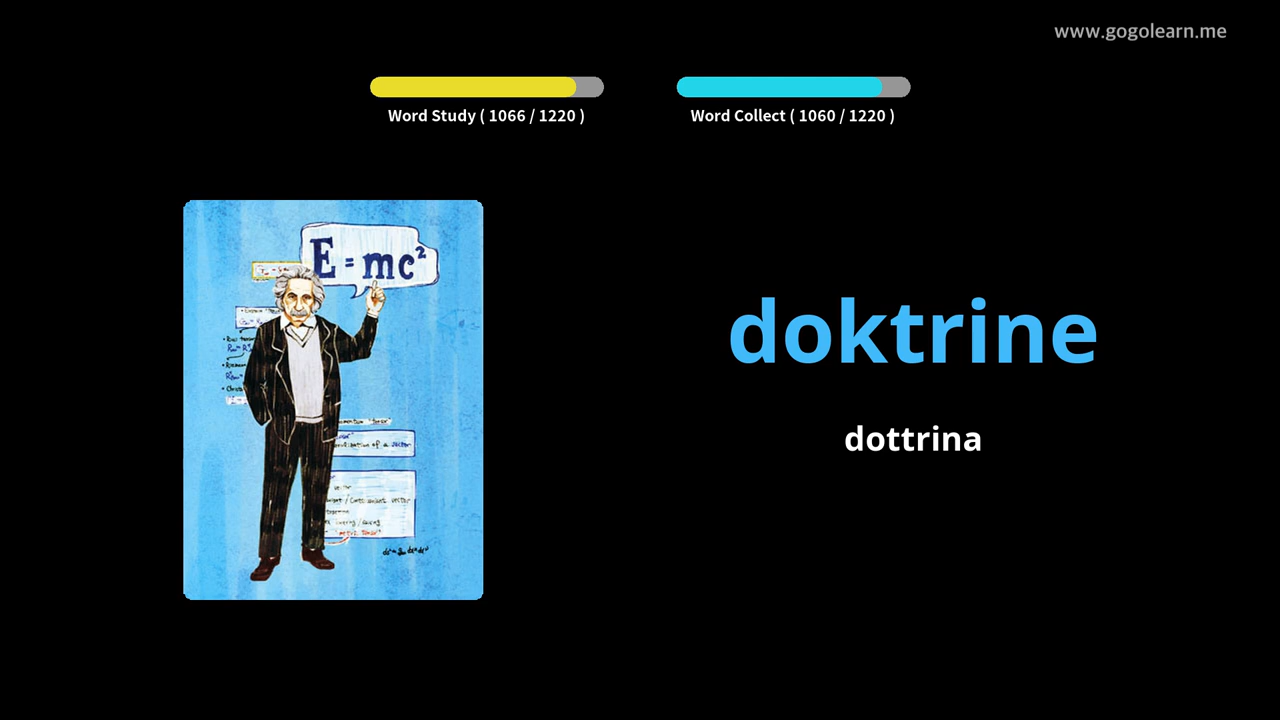 www.gogolearn.me
Word Study ( 1066 / 1220 )
Word Collect ( 1060 / 1220 )
E = mc²
doktrine
dottrina